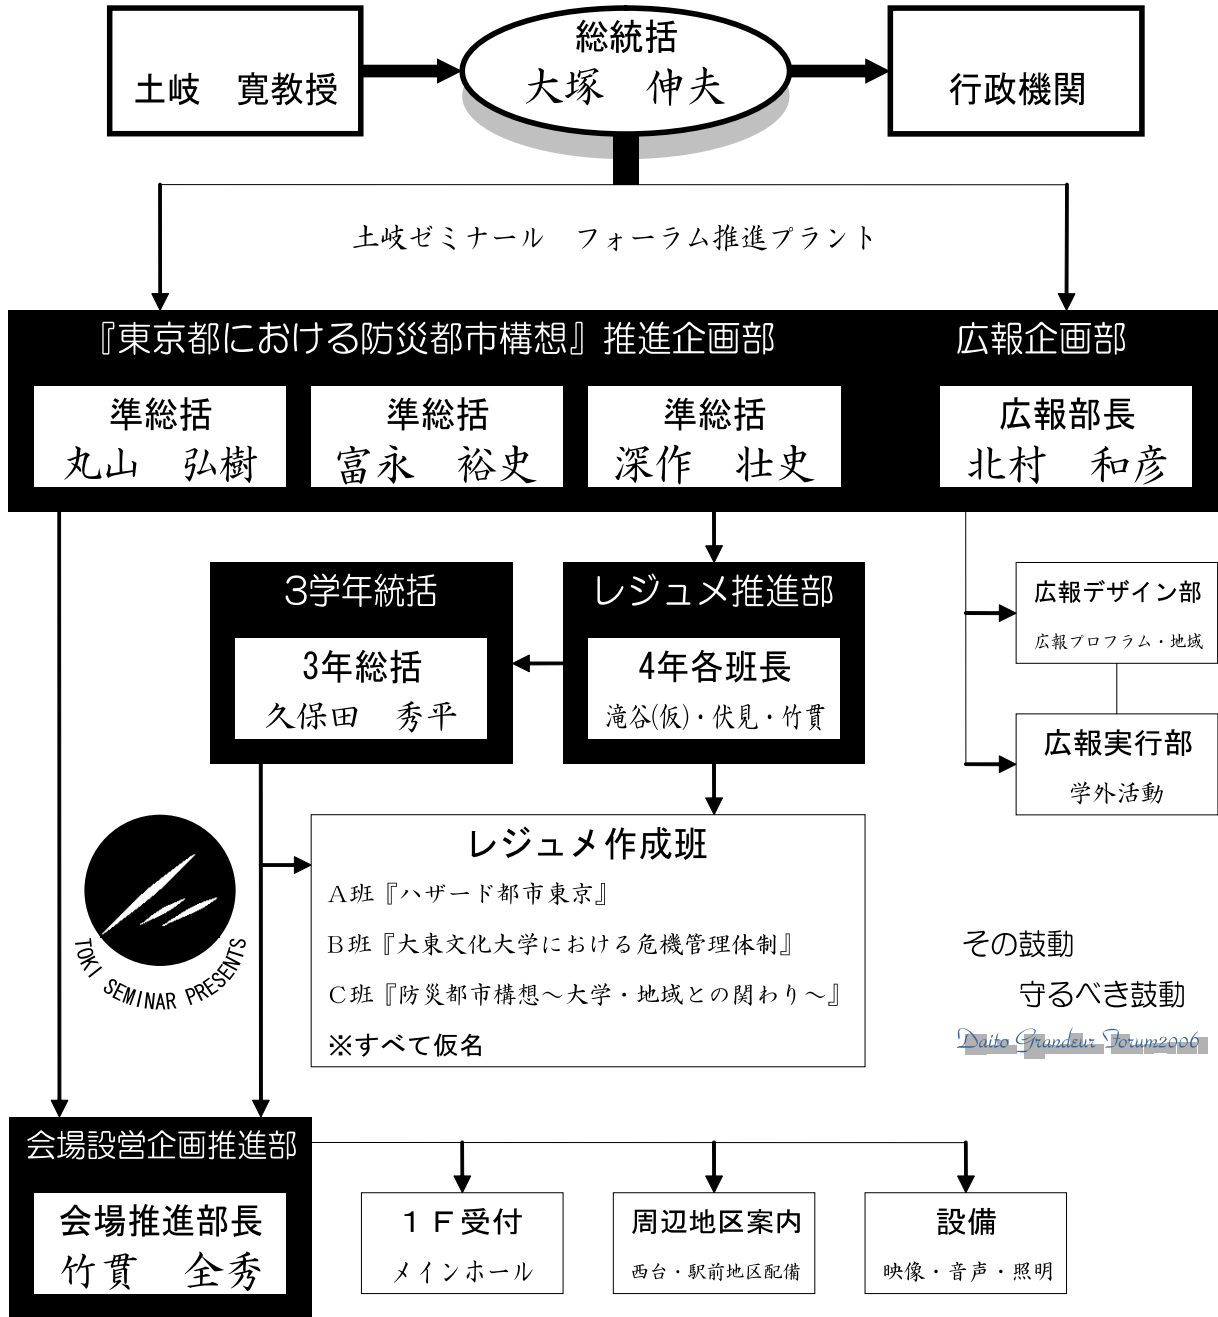 土岐　寛教授
総統括
大塚　伸夫
行政機関
土岐ゼミナール　フォーラム推進プラント
『東京都における防災都市構想』推進企画部
広報企画部
準総括
丸山　弘樹
準総括
富永　裕史
準総括
深作　壮史
広報部長
北村　和彦
3学年統括
3年総括
久保田　秀平
レジュメ推進部
4年各班長
滝谷(仮)・伏見・竹貫
広報デザイン部
広報プロフラム・地域
広報実行部
学外活動
レジュメ作成班
A班『ハザード都市東京』
B班『大東文化大学における危機管理体制』
C班『防災都市構想～大学・地域との関わり～』
※すべて仮名
TOKI SEMINAR PRESENTS
その鼓動
守るべき鼓動
Daito Grandeur Forum2006
会場設営企画推進部
会場推進部長
竹貫　全秀
１Ｆ受付
メインホール
周辺地区案内
西台・駅前地区配備
設備
映像・音声・照明